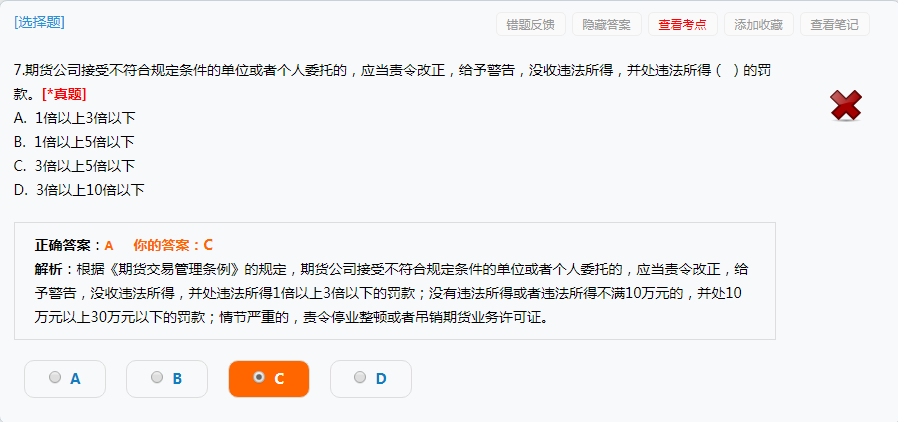 [选择题]
错题反馈 隐藏答案 查看考点 添加收藏 查看笔记
7.期货公司接受不符合规定条件的单位或者个人委托的，应当责令改正，给予警告，没收违法所得，并处违法所得（ ）的罚
款。[*真题]
A. 1倍以上3倍以下
B. 1倍以上5倍以下
C. 3倍以上5倍以下
D. 3倍以上10倍以下
正确答案：A 你的答案：C
解析：根据《期货交易管理条例》的规定，期货公司接受不符合规定条件的单位或者个人委托的，应当责令改正，给
予警告，没收违法所得，并处违法所得1倍以上3倍以下的罚款；没有违法所得或者违法所得不满10万元的，并处10
万元以上30万元以下的罚款；情节严重的，责令停业整顿或者吊销期货业务许可证。
A B C D